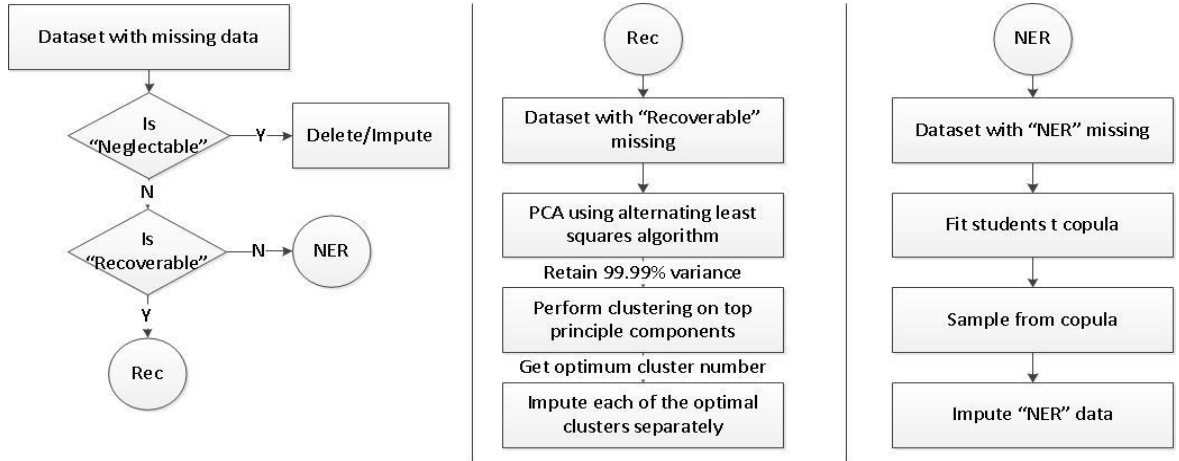 Dataset with missing data
Is
“Neglectable”
Y
Delete/Impute
N
Is
“Recoverable”
N
NER
Y
Rec
Rec
Dataset with “Recoverable”
missing
PCA using alternating least
squares algorithm
Retain 99.99% variance
Perform clustering on top
principle components
Get optimum cluster number
Impute each of the optimal
clusters separately
NER
Dataset with “NER” missing
Fit students t copula
Sample from copula
Impute “NER” data